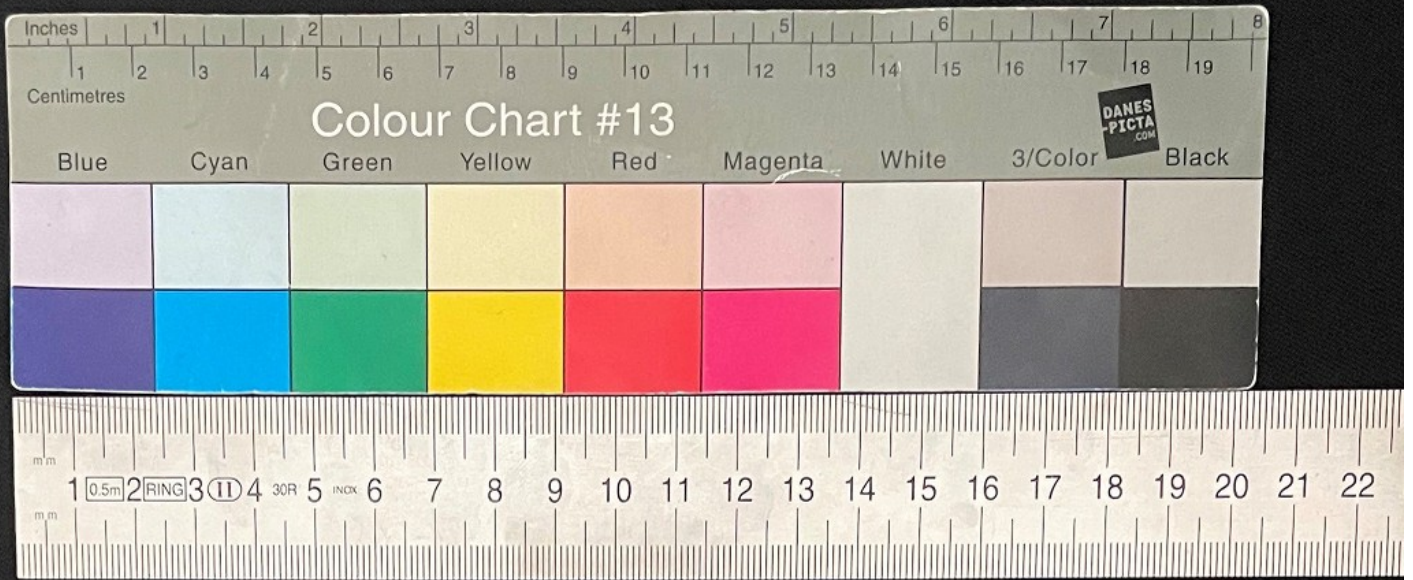 Inches 1 2 3 4 5 6 7 8
1 2 3 4 5 6 7 8 9 10 11 12 13 14 15 16 17 18 19
Centimetres
Colour Chart #13
DANES
-PICTA
.COM
Blue Cyan Green Yellow Red Magenta White 3/Color Black
mm
1 0.5m 2 RING 3 II 4 30R 5 INOX 6 7 8 9 10 11 12 13 14 15 16 17 18 19 20 21 22
mm